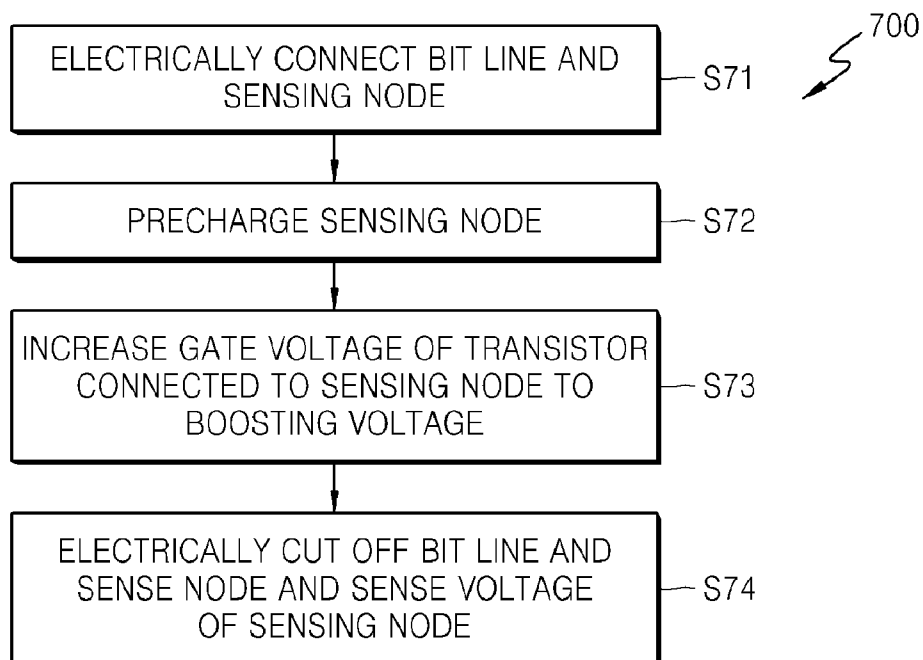 700
ELECTRICALLY CONNECT BIT LINE AND
SENSING NODE
S71
PRECHARGE SENSING NODE
S72
INCREASE GATE VOLTAGE OF TRANSISTOR
CONNECTED TO SENSING NODE TO
BOOSTING VOLTAGE
S73
ELECTRICALLY CUT OFF BIT LINE AND
SENSE NODE AND SENSE VOLTAGE
OF SENSING NODE
S74